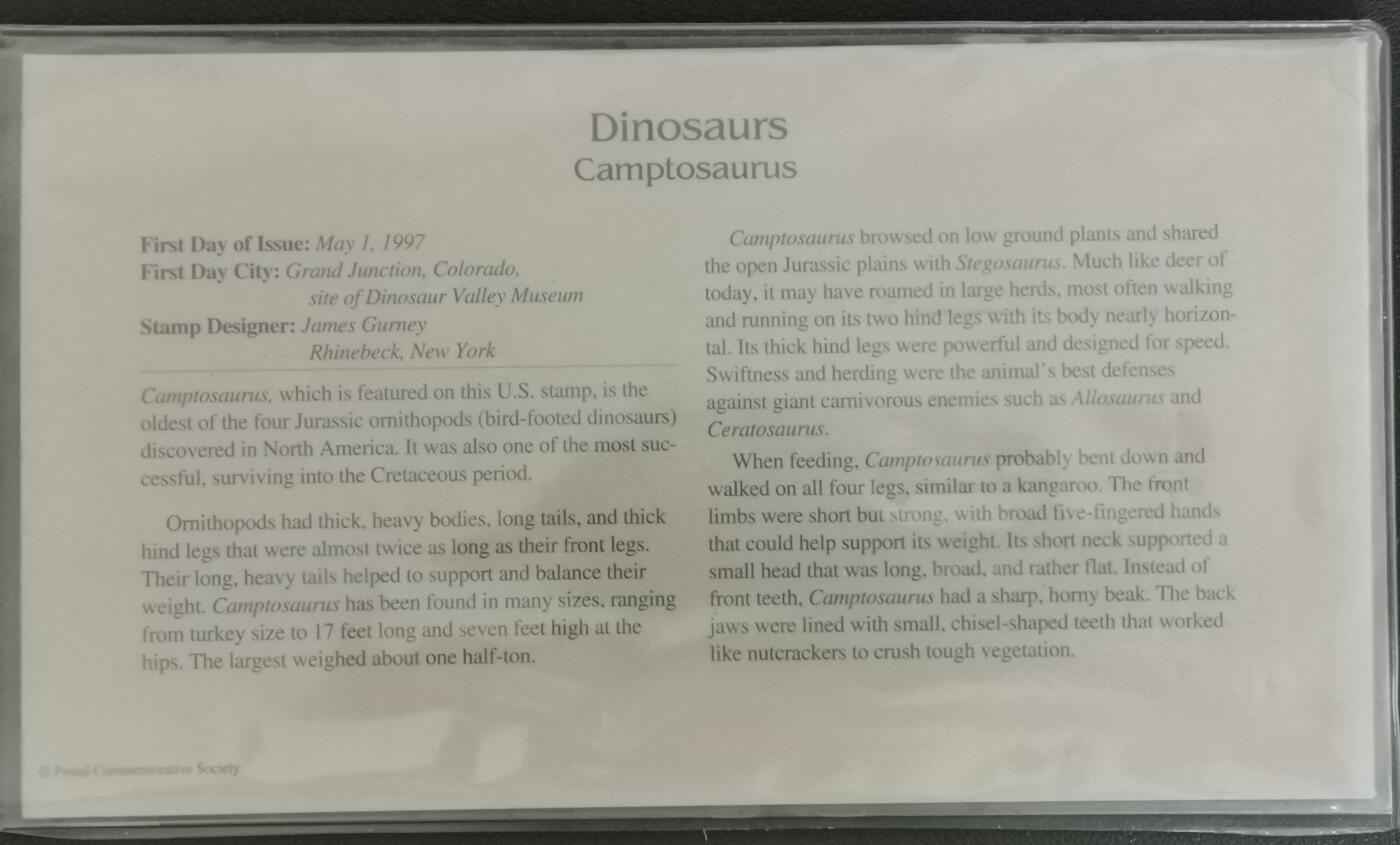 Dinosaurs
Camptosaurus
First Day of Issue: May 1, 1997
First Day City: Grand Junction, Colorado,
site of Dinosaur Valley Museum
Stamp Designer: James Gurney
Rhinebeck, New York
Camptosaurus, which is featured on this U.S. stamp, is the
oldest of the four Jurassic ornithopods (bird-footed dinosaurs)
discovered in North America. It was also one of the most suc-
cessful, surviving into the Cretaceous period.
Ornithopods had thick, heavy bodies, long tails, and thick
hind legs that were almost twice as long as their front legs.
Their long, heavy tails helped to support and balance their
weight. Camptosaurus has been found in many sizes, ranging
from turkey size to 17 feet long and seven feet high at the
hips. The largest weighed about one half-ton.
Camptosaurus browsed on low ground plants and shared
the open Jurassic plains with Stegosaurus. Much like deer of
today, it may have roamed in large herds, most often walking
and running on its two hind legs with its body nearly horizon-
tal. Its thick hind legs were powerful and designed for speed.
Swiftness and herding were the animal's best defenses
against giant carnivorous enemies such as Allosaurus and
Ceratosaurus.
When feeding, Camptosaurus probably bent down and
walked on all four legs, similar to a kangaroo. The front
limbs were short but strong, with broad five-fingered hands
that could help support its weight. Its short neck supported a
small head that was long, broad, and rather flat. Instead of
front teeth, Camptosaurus had a sharp, horny beak. The back
jaws were lined with small, chisel-shaped teeth that worked
like nutcrackers to crush tough vegetation.
© Postal Commemorative Society